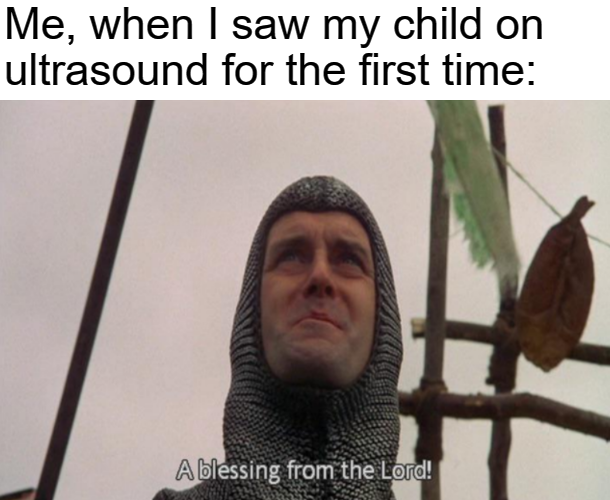 Me, when I saw my child on
ultrasound for the first time:
A blessing from the Lord!